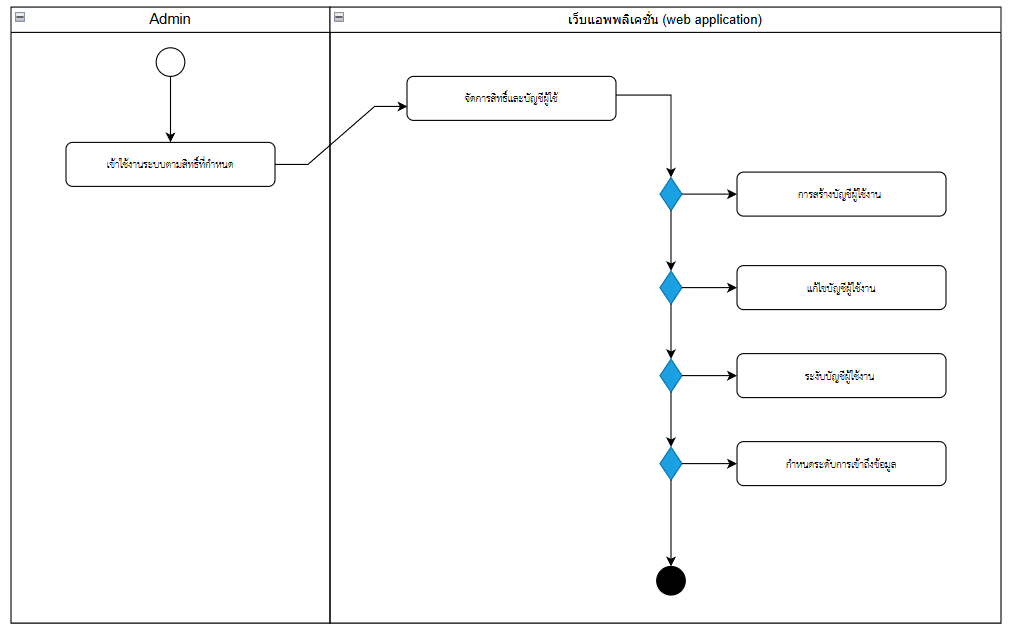 Admin
เว็บแอพพลิเคชั่น (web application)
จัดการสิทธิ์และบัญชีผู้ใช้
เข้าใช้งานระบบตามสิทธิ์ที่กำหนด
การสร้างบัญชีผู้ใช้งาน
แก้ไขบัญชีผู้ใช้งาน
ระงับบัญชีผู้ใช้งาน
กำหนดระดับการเข้าถึงข้อมูล